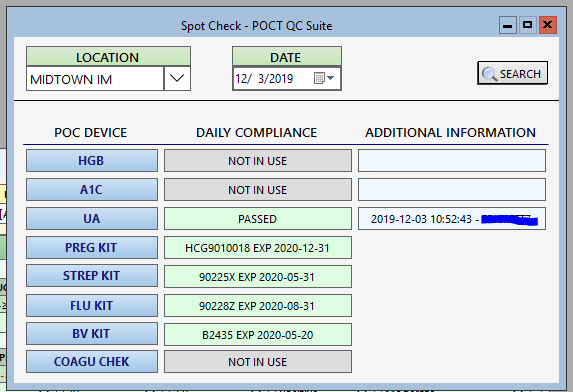 Spot Check - POCT QC Suite
LOCATION
MIDTOWN IM
DATE
12/ 3/2019
SEARCH
POC DEVICE DAILY COMPLIANCE ADDITIONAL INFORMATION
HGB NOT IN USE
A1C NOT IN USE
UA PASSED 2019-12-03 10:52:43 -
PREG KIT HCG9010018 EXP 2020-12-31
STREP KIT 90225X EXP 2020-05-31
FLU KIT 90228Z EXP 2020-08-31
BV KIT B2435 EXP 2020-05-20
COAGU CHEK NOT IN USE